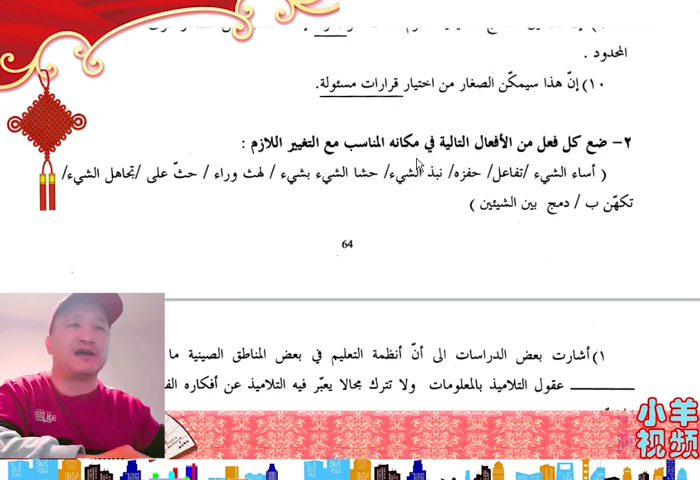 المحدود .
١٠) إنّ هذا سيمكّن الصغار من اختيار قرارات مسئولة.
٢- ضع كل فعل من الأفعال التالية في مكانه المناسب مع التغيير اللازم :
( أساء الشيء /تفاعل/ حفزه/ نبذ الشيء/ حشا الشيء بشيء / لهث وراء / حثّ على /تجاهل الشيء/
تكهّن ب / دمج بين الشيئين )
64
١) أشارت بعض الدراسات الى أنّ أنظمة التعليم في بعض المناطق الصينية ما
عقول التلاميذ بالمعلومات ولا تترك مجالا يعبّر فيه التلاميذ عن أفكاره
小羊
视频